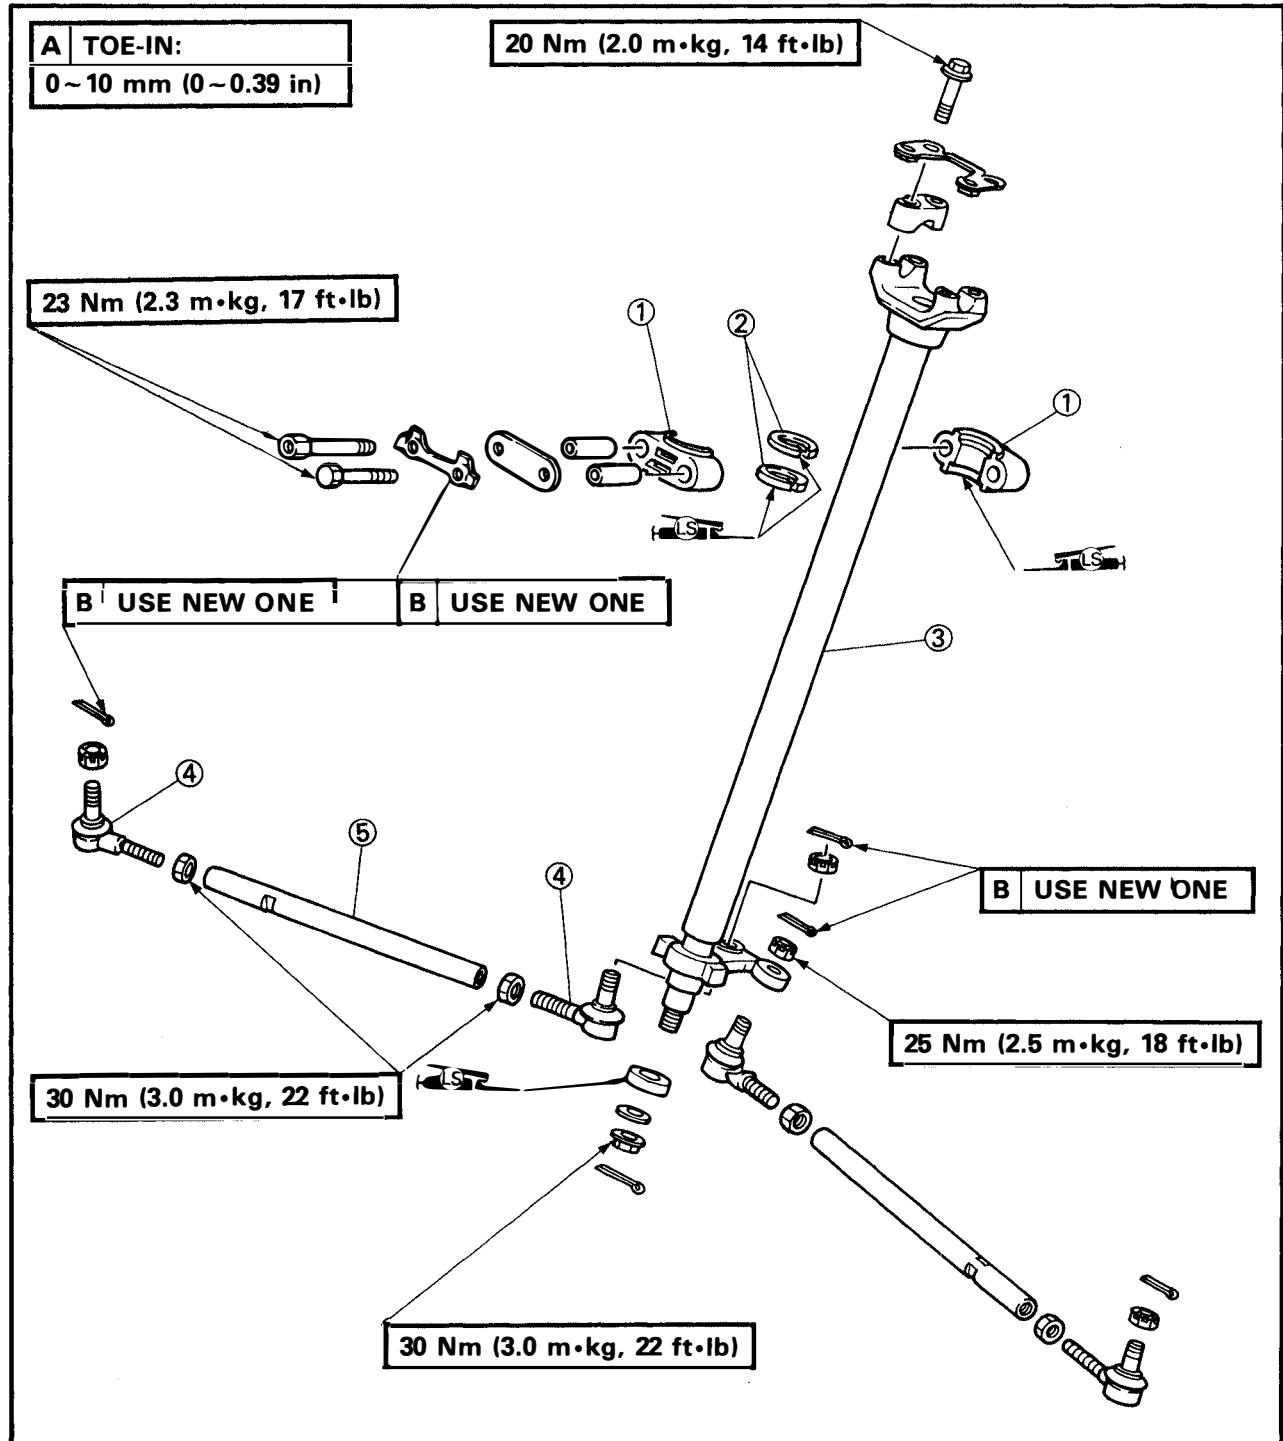 A TOE-IN:
0~10 mm (0~0.39 in)
20 Nm (2.0 m•kg, 14 ft•lb)
23 Nm (2.3 m•kg, 17 ft•lb)
①
②
①
LS
LS
B USE NEW ONE
B USE NEW ONE
③
④
⑤
④
B USE NEW ONE
25 Nm (2.5 m•kg, 18 ft•lb)
LS
30 Nm (3.0 m•kg, 22 ft•lb)
30 Nm (3.0 m•kg, 22 ft•lb)